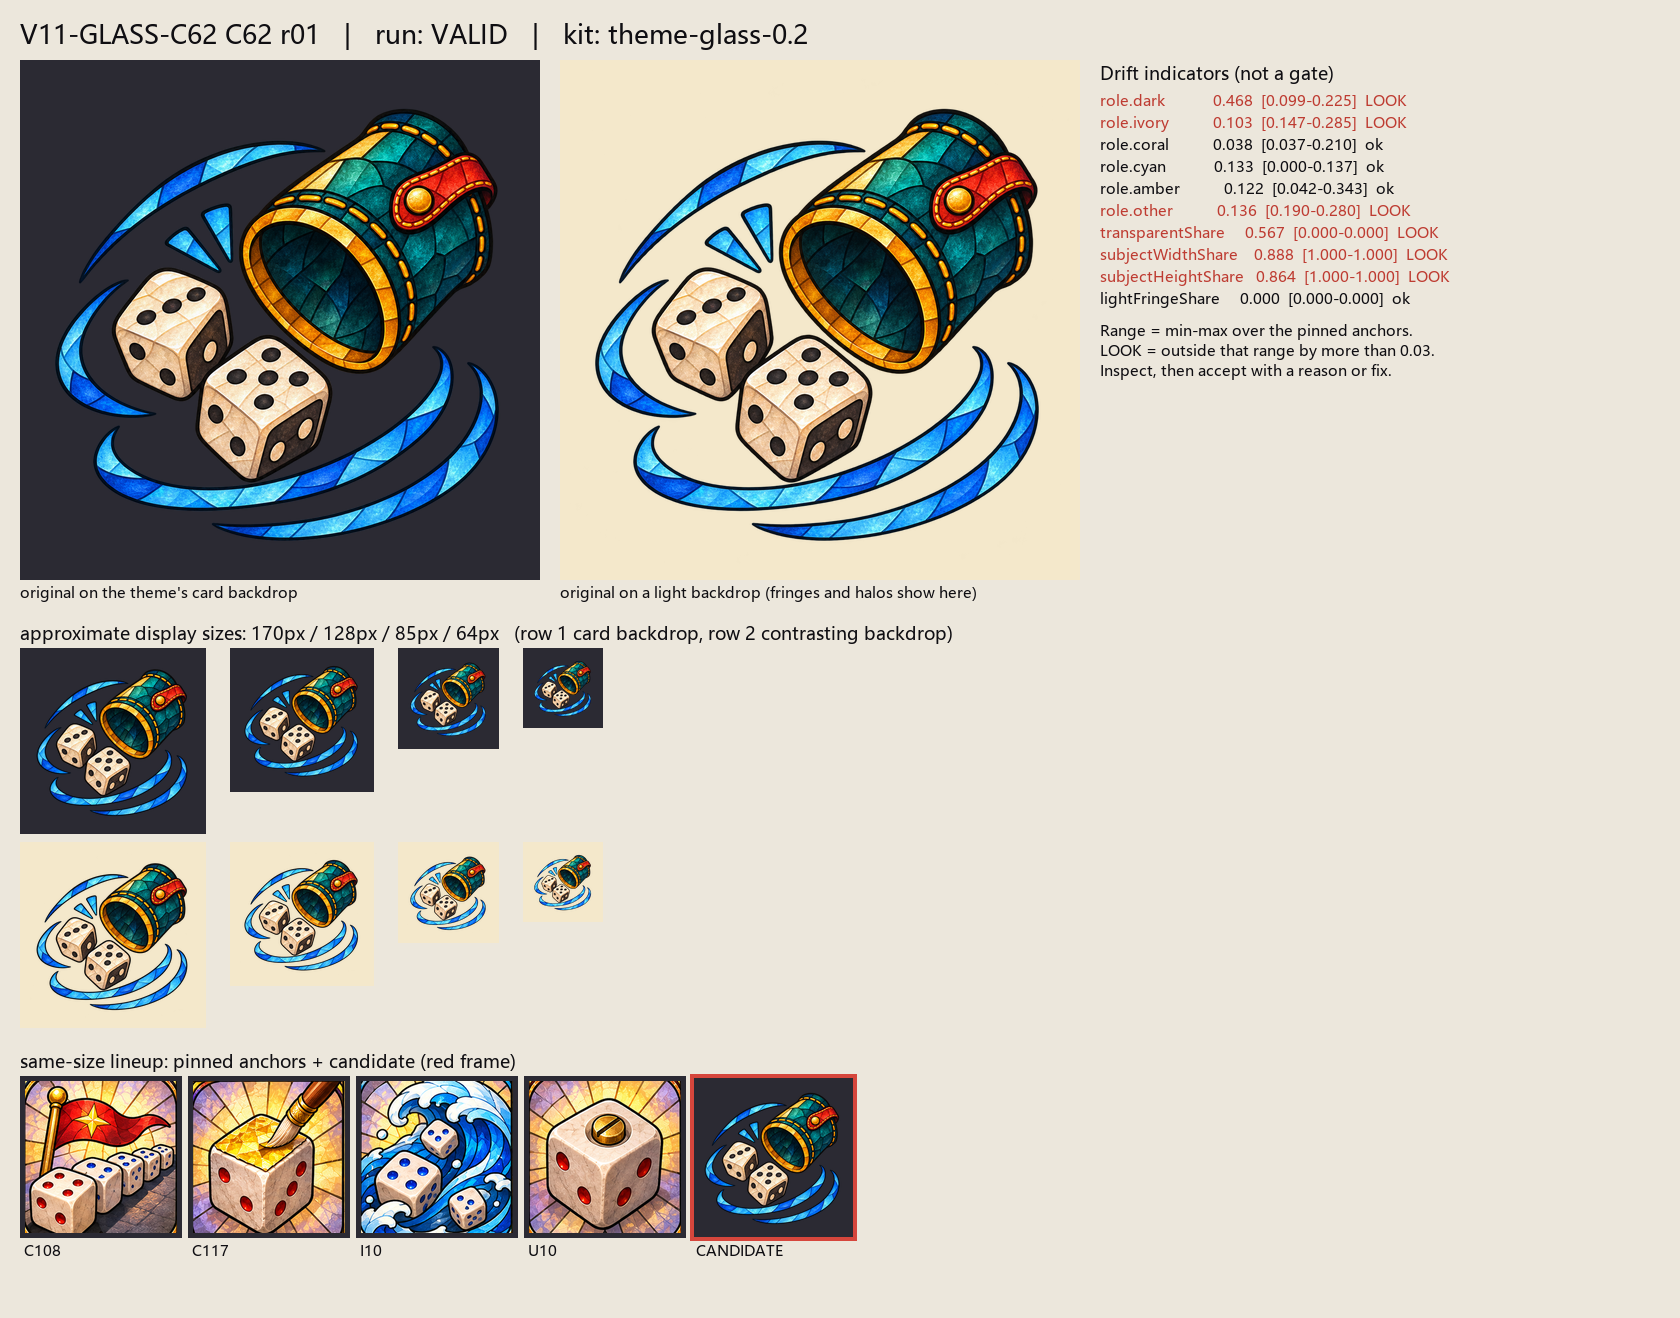 V11-GLASS-C62 C62 r01 | run: VALID | kit: theme-glass-0.2
Drift indicators (not a gate)
role.dark 0.468 [0.099-0.225] LOOK
role.ivory 0.103 [0.147-0.285] LOOK
role.coral 0.038 [0.037-0.210] ok
role.cyan 0.133 [0.000-0.137] ok
role.amber 0.122 [0.042-0.343] ok
role.other 0.136 [0.190-0.280] LOOK
transparentShare 0.567 [0.000-0.000] LOOK
subjectWidthShare 0.888 [1.000-1.000] LOOK
subjectHeightShare 0.864 [1.000-1.000] LOOK
lightFringeShare 0.000 [0.000-0.000] ok
Range = min-max over the pinned anchors.
LOOK = outside that range by more than 0.03.
Inspect, then accept with a reason or fix.
original on the theme's card backdrop
original on a light backdrop (fringes and halos show here)
approximate display sizes: 170px / 128px / 85px / 64px (row 1 card backdrop, row 2 contrasting backdrop)
same-size lineup: pinned anchors + candidate (red frame)
C108
C117
I10
U10
CANDIDATE